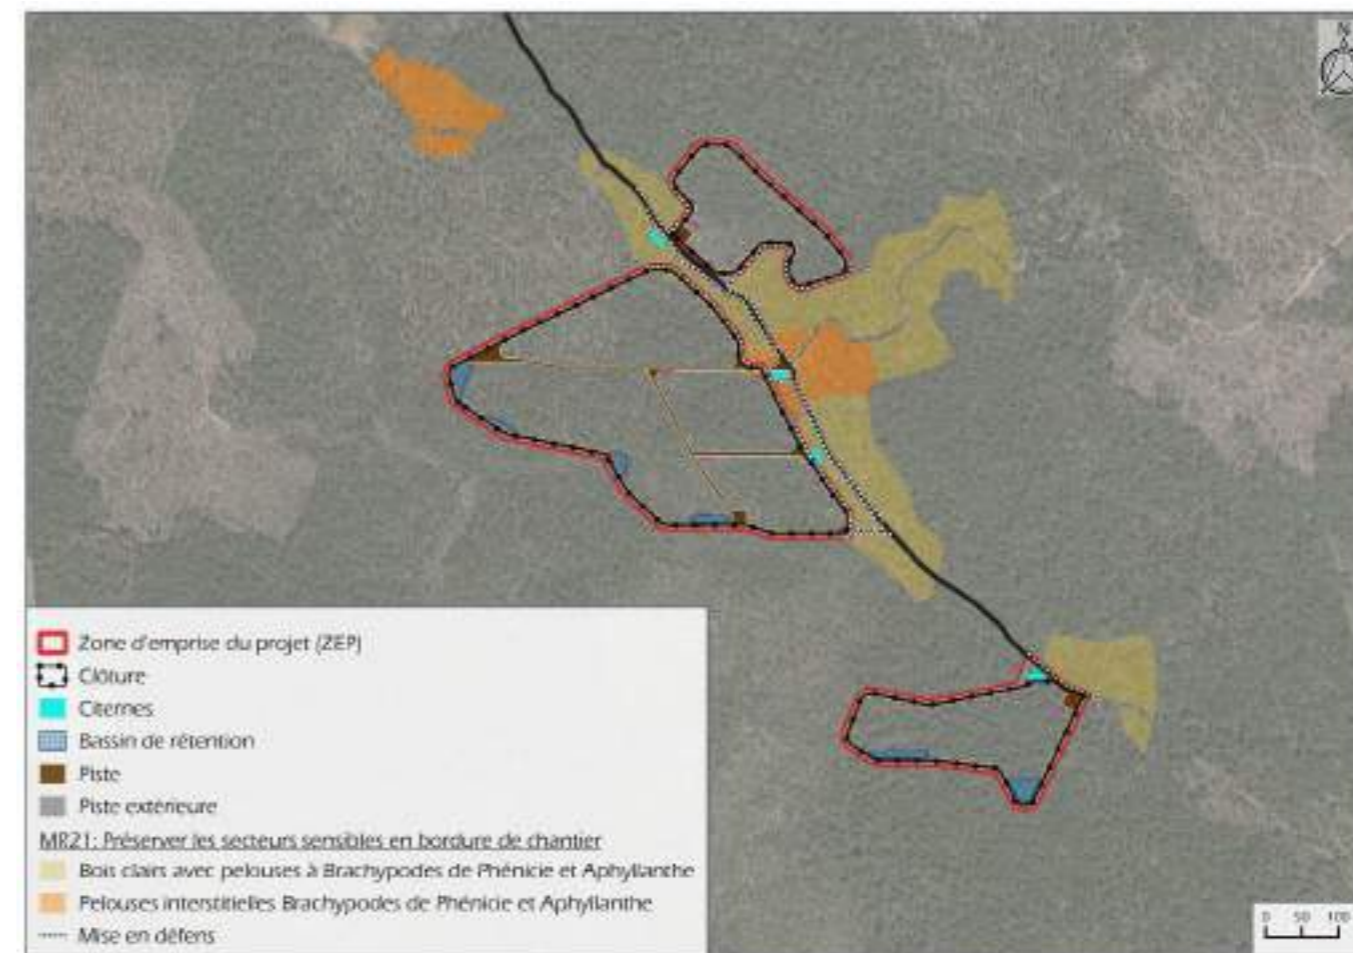 N
Zone d'emprise du projet (ZEP)
Clôture
Citernes
Bassin de rétention
Piste
Piste extérieure
MR21: Préserver les secteurs sensibles en bordure de chantier
Bois clairs avec pelouses à Brachypodes de Phénicie et Aphyllanthe
Pelouses interstitielles Brachypodes de Phénicie et Aphyllanthe
Mise en défens
0 50 100